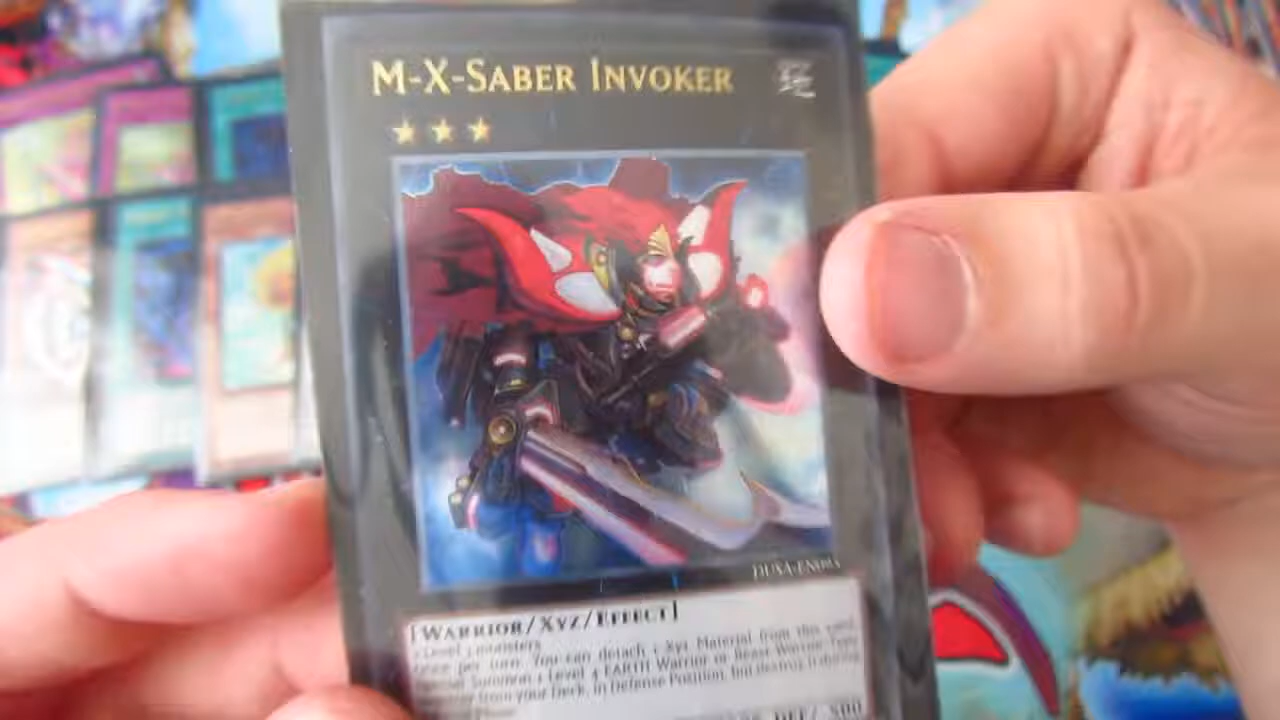 M-X-SABER INVOKER
[WARRIOR/XYZ/EFFECT]
2 Level 3 monsters
Once per turn: You can detach 1 Xyz Material from this card;
Special Summon 1 Level 4 EARTH Warrior or Beast-Warrior-Type
from your Deck, in Defense Position, but destroy it during
DEF/ 500